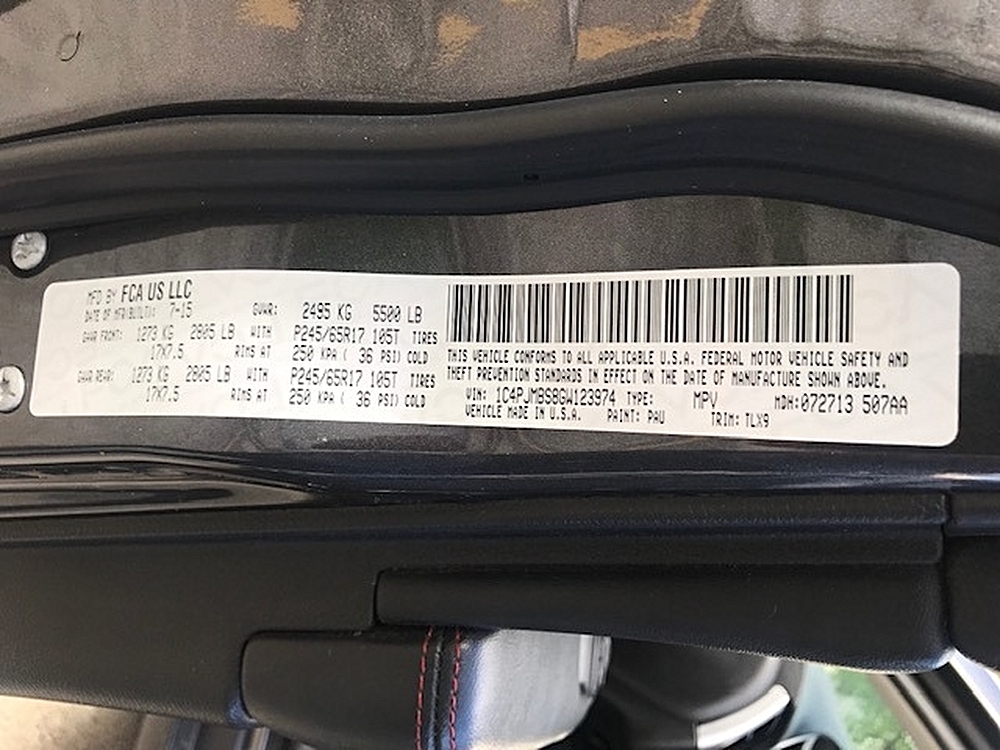 MFD BY FCA US LLC
DATE OF MFR(BUILT): 7-15 GVWR: 2495 KG 5500 LB
GAWR FRONT: 1273 KG 2805 LB WITH P245/65R17 105T TIRES
17X7.5 RIMS AT 250 KPA ( 36 PSI) COLD
GAWR REAR: 1273 KG 2805 LB WITH P245/65R17 105T TIRES
17X7.5 RIMS AT 250 KPA ( 36 PSI) COLD
THIS VEHICLE CONFORMS TO ALL APPLICABLE U.S.A. FEDERAL MOTOR VEHICLE SAFETY AND
THEFT PREVENTION STANDARDS IN EFFECT ON THE DATE OF MANUFACTURE SHOWN ABOVE.
VIN: 1C4PJMBS8GW123974 TYPE: MPV MDH:072713 507AA
VEHICLE MADE IN U.S.A. PAINT: PAU TRIM: TLX9